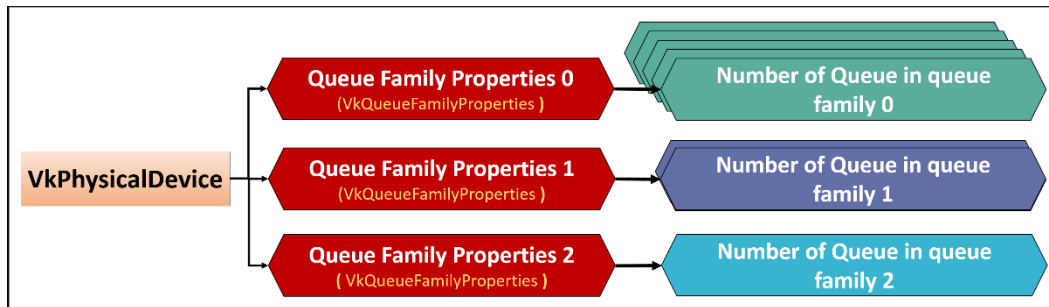 VkPhysicalDevice
Queue Family Properties 0
(VkQueueFamilyProperties )
Number of Queue in queue
family 0
Queue Family Properties 1
(VkQueueFamilyProperties )
Number of Queue in queue
family 1
Queue Family Properties 2
( VkQueueFamilyProperties )
Number of Queue in queue
family 2